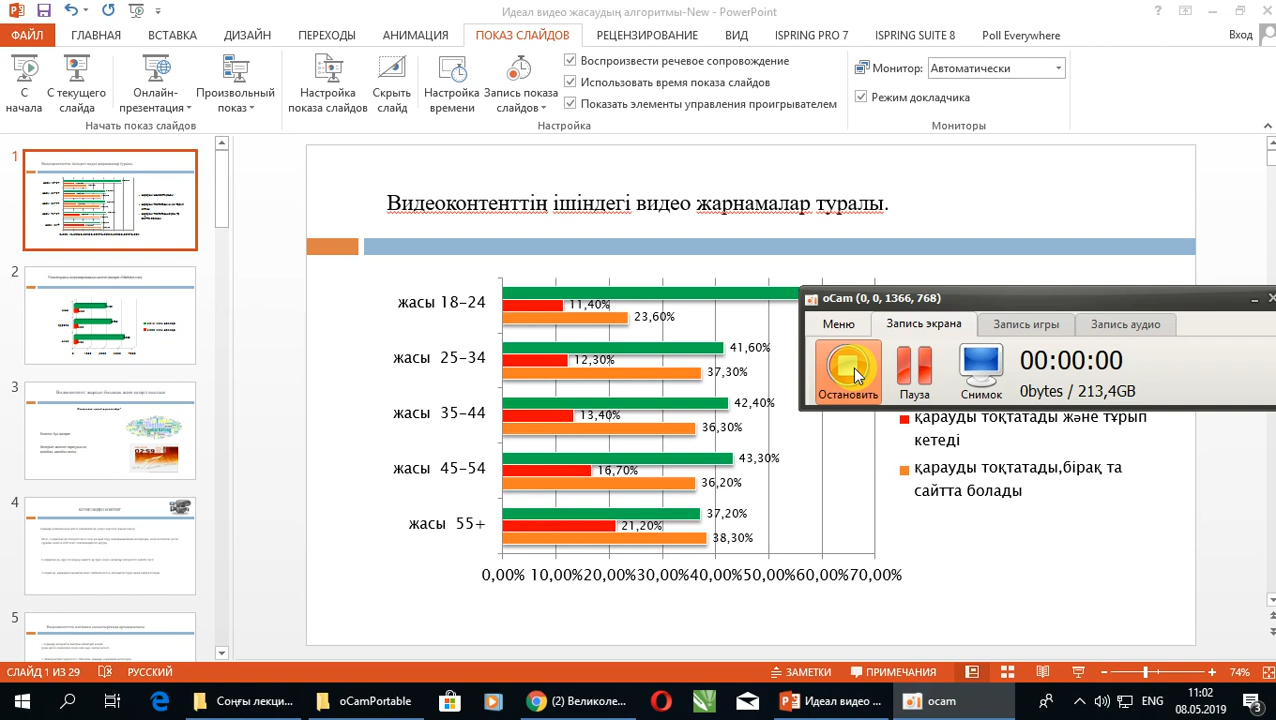 Идеал видео жасаудың алгоритмы-New - PowerPoint
ФАЙЛ ГЛАВНАЯ ВСТАВКА ДИЗАЙН ПЕРЕХОДЫ АНИМАЦИЯ ПОКАЗ СЛАЙДОВ РЕЦЕНЗИРОВАНИЕ ВИД ISPRING PRO 7 ISPRING SUITE 8 Poll Everywhere Вход
С начала
С текущего слайда
Онлайн-презентация
Произвольный показ
Начать показ слайдов
Настройка показа слайдов
Скрыть слайд
Настройка времени
Запись показа слайдов
Воспроизвести речевое сопровождение
Использовать время показа слайдов
Показать элементы управления проигрывателем
Настройка
Монитор: Автоматически
Режим докладчика
Мониторы
1
2
3
4
5
Видеоконтенттің ішіндегі видео жарнамалар туралы.
жасы 18-24
11,40%
23,60%
жасы 25-34
41,60%
12,30%
37,30%
жасы 35-44
42,40%
13,40%
36,30%
жасы 45-54
43,30%
16,70%
36,20%
жасы 55+
37,20%
21,20%
38,30%
0,00% 10,00% 20,00% 30,00% 40,00% 50,00% 60,00% 70,00%
қарауды тоқтатады және тұрып
кетеді
қарауды тоқтатады,бірақ та
сайтта болады
oCam (0, 0, 1366, 768)
Меню Запись экрана Запись игры Запись аудио
Остановить Пауза Снимок
00:00:00
0bytes / 213,4GB
СЛАЙД 1 ИЗ 29 РУССКИЙ ЗАМЕТКИ ПРИМЕЧАНИЯ 74%
Соңғы лекци... oCamPortable Великоле... Идеал видео ... ocam ENG
11:02
08.05.2019
3